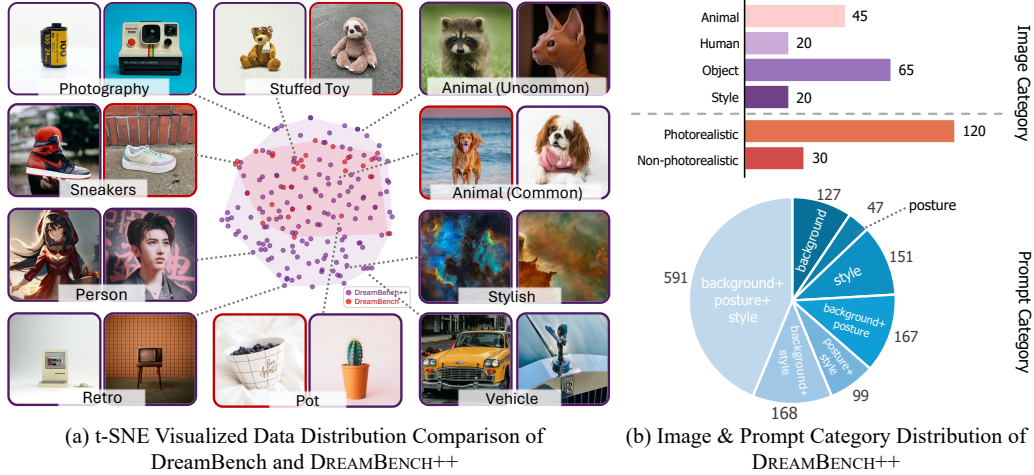 Photography
Stuffed Toy
Animal (Uncommon)
Sneakers
Animal (Common)
Person
Stylish
DreamBench++
DreamBench
Retro
Pot
Vehicle
(a) t-SNE Visualized Data Distribution Comparison of
DreamBench and DREAMBENCH++
Animal
45
Human
20
Object
65
Style
20
Image Category
Photorealistic
120
Non-photorealistic
30
127
background
47
posture
151
style
167
background+
posture
99
posture+
style
168
background+
style
591
background+
posture+
style
Prompt Category
(b) Image & Prompt Category Distribution of
DREAMBENCH++